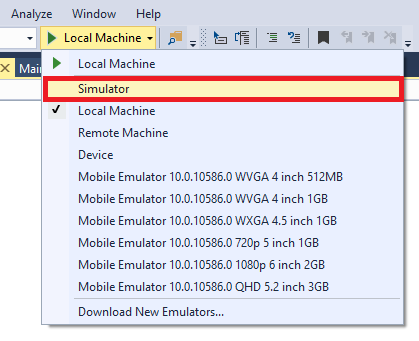 Analyze Window Help
Local Machine
Mai
Local Machine
Simulator
Local Machine
Remote Machine
Device
Mobile Emulator 10.0.10586.0 WVGA 4 inch 512MB
Mobile Emulator 10.0.10586.0 WVGA 4 inch 1GB
Mobile Emulator 10.0.10586.0 WXGA 4.5 inch 1GB
Mobile Emulator 10.0.10586.0 720p 5 inch 1GB
Mobile Emulator 10.0.10586.0 1080p 6 inch 2GB
Mobile Emulator 10.0.10586.0 QHD 5.2 inch 3GB
Download New Emulators...